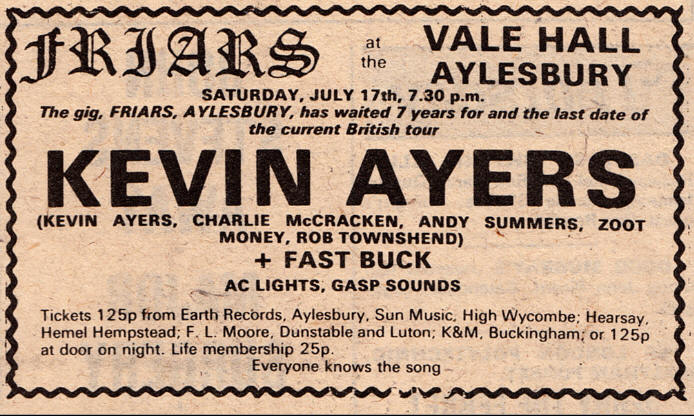 FRIARS at the VALE HALL AYLESBURY
SATURDAY, JULY 17th, 7.30 p.m.
The gig, FRIARS, AYLESBURY, has waited 7 years for and the last date of
the current British tour
KEVIN AYERS
(KEVIN AYERS, CHARLIE McCRACKEN, ANDY SUMMERS, ZOOT
MONEY, ROB TOWNSHEND)
+ FAST BUCK
AC LIGHTS, GASP SOUNDS
Tickets 125p from Earth Records, Aylesbury, Sun Music, High Wycombe; Hearsay,
Hemel Hempstead; F. L. Moore, Dunstable and Luton; K&M, Buckingham; or 125p
at door on night. Life membership 25p.
Everyone knows the song